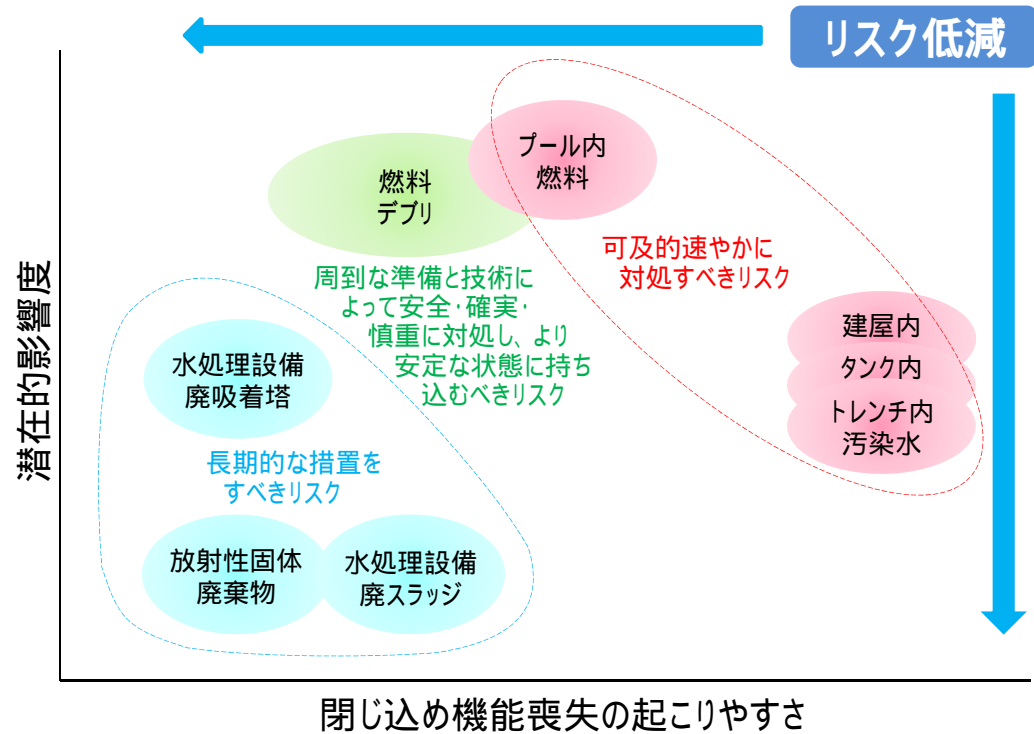 リスク低減
プール内
燃料
燃料
デブリ
可及的速やかに
対処すべきリスク
周到な準備と技術に
よって安全・確実・
慎重に対処し、より
安定な状態に持ち
込むべきリスク
建屋内
タンク内
トレンチ内
汚染水
水処理設備
廃吸着塔
長期的な措置を
すべきリスク
放射性固体
廃棄物
水処理設備
廃スラッジ
潜在的影響度
閉じ込め機能喪失の起こりやすさ